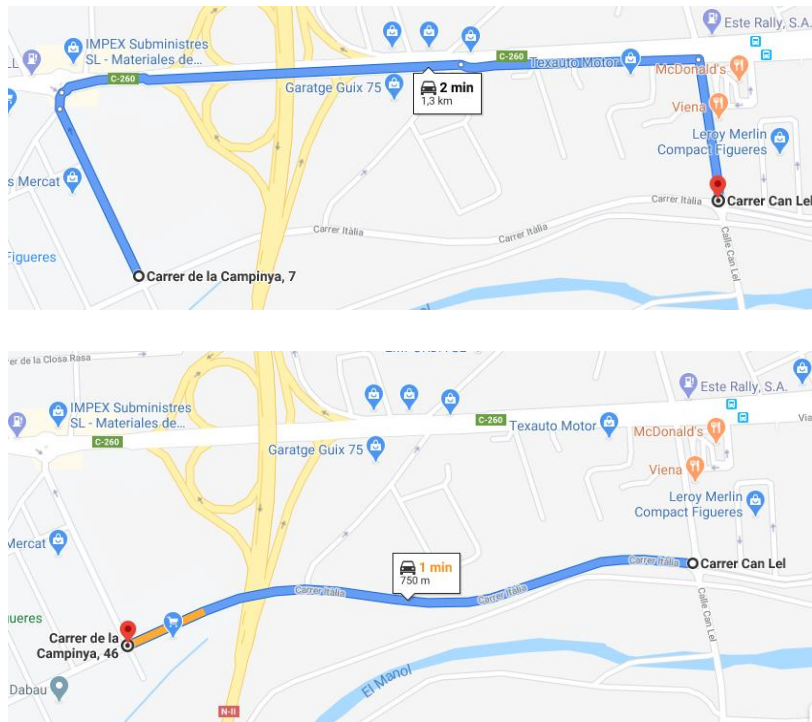 Este Rally, S.A.
IMPEX Subministres
SL - Materiales de...
C-260
C-260
Texauto Motor
McDonald's
Garatge Guix 75
2 min
1,3 km
Viena
Leroy Merlin
Compact Figueres
s Mercat
Carrer Itàlia
Carrer Can Lel
Carrer Itàlia
Carrer Itàlia
Calle Can Lel
Figueres
Carrer de la Campinya, 7
er de la Closa Rasa
Este Rally, S.A.
IMPEX Subministres
SL - Materiales de...
C-260
C-260
Texauto Motor
McDonald's
Via
Garatge Guix 75
Viena
Leroy Merlin
Compact Figueres
Mercat
1 min
750 m
Carrer Itàlia
Carrer Can Lel
Carrer Itàlia
Carrer Itàlia
Calle Can Lel
ueres
Carrer de la
Campinya, 46
El Manol
Dabau
N-II